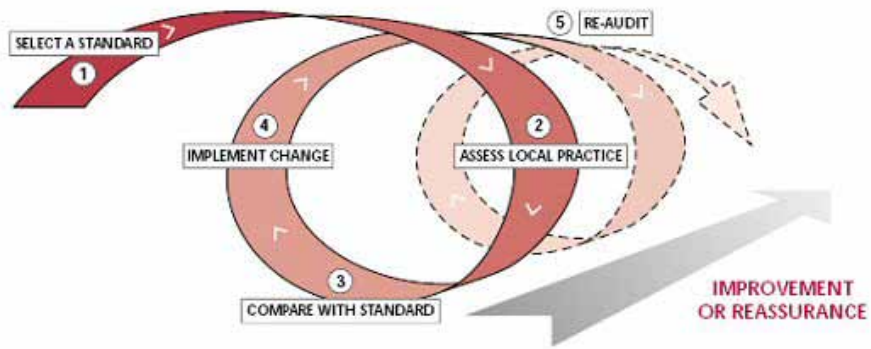 5 RE-AUDIT
SELECT A STANDARD
1
4
2
IMPLEMENT CHANGE
ASSESS LOCAL PRACTICE
3
COMPARE WITH STANDARD
IMPROVEMENT
OR REASSURANCE